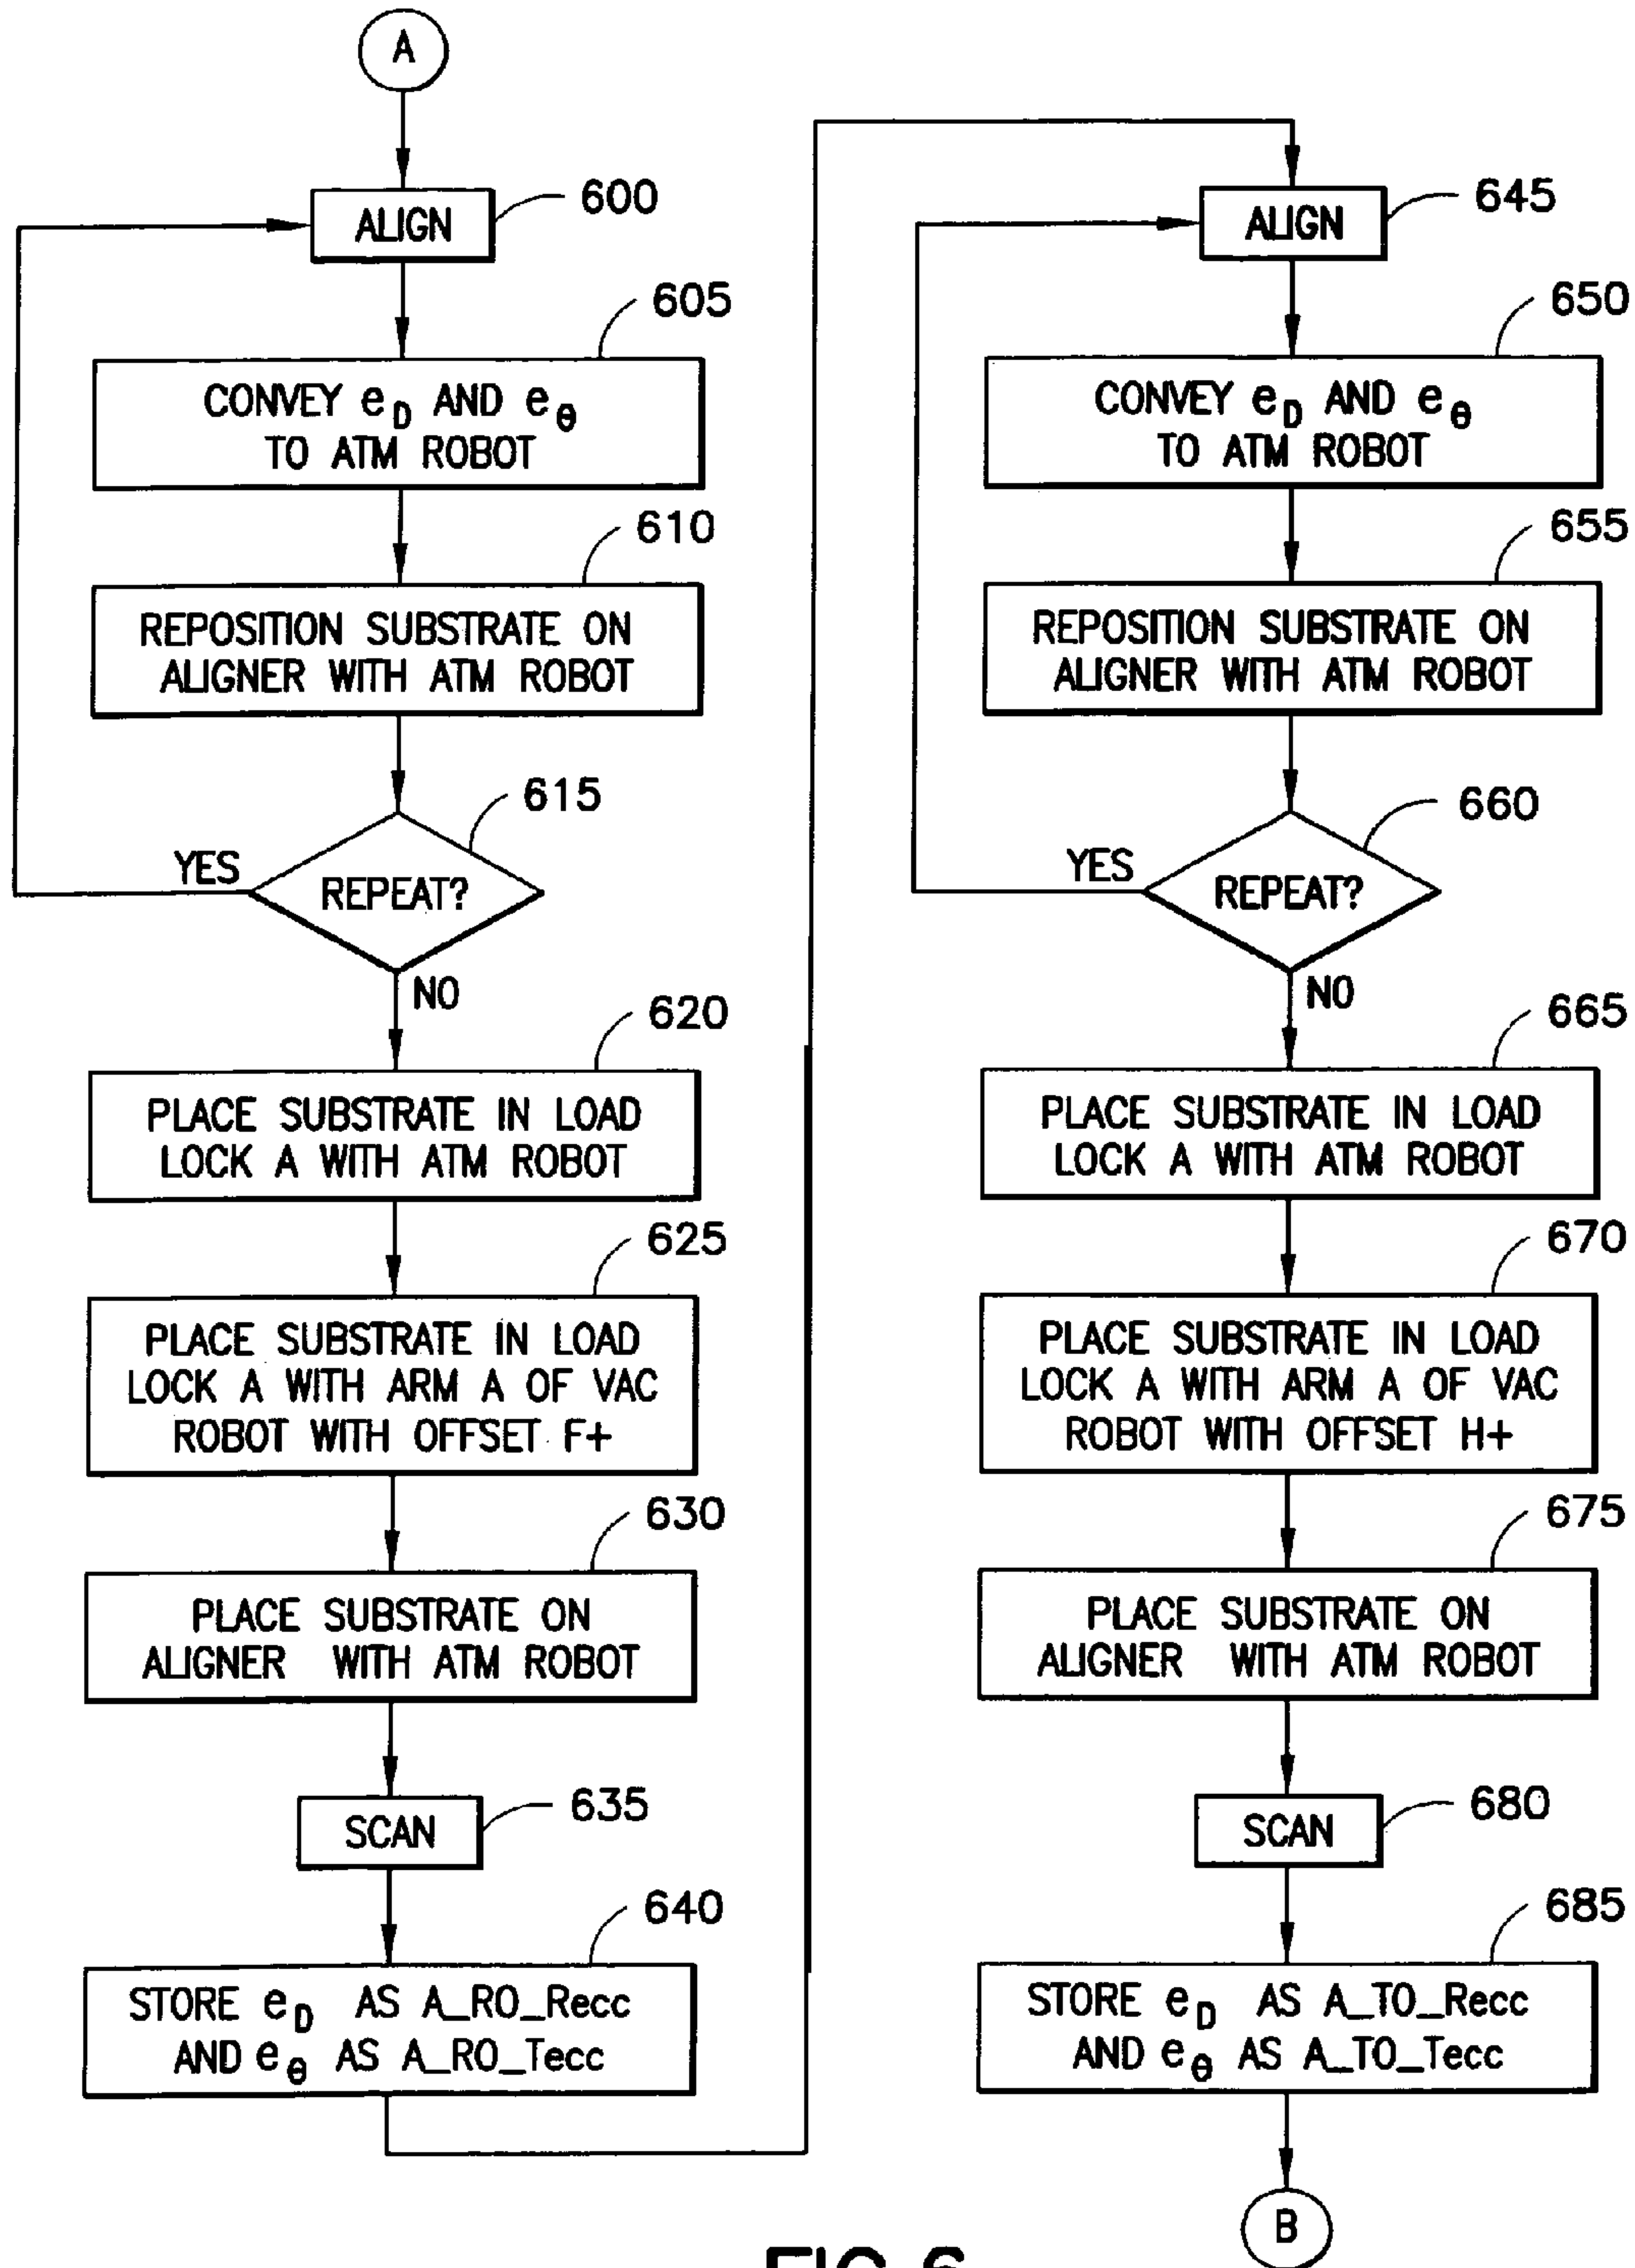 A
ALIGN
600
605
CONVEY eD AND eθ
TO ATM ROBOT
610
REPOSITION SUBSTRATE ON
ALIGNER WITH ATM ROBOT
615
YES
REPEAT?
NO
620
PLACE SUBSTRATE IN LOAD
LOCK A WITH ATM ROBOT
625
PLACE SUBSTRATE IN LOAD
LOCK A WITH ARM A OF VAC
ROBOT WITH OFFSET F+
630
PLACE SUBSTRATE ON
ALIGNER WITH ATM ROBOT
635
SCAN
640
STORE eD AS A_RO_Recc
AND eθ AS A_RO_Tecc
ALIGN
645
650
CONVEY eD AND eθ
TO ATM ROBOT
655
REPOSITION SUBSTRATE ON
ALIGNER WITH ATM ROBOT
660
YES
REPEAT?
NO
665
PLACE SUBSTRATE IN LOAD
LOCK A WITH ATM ROBOT
670
PLACE SUBSTRATE IN LOAD
LOCK A WITH ARM A OF VAC
ROBOT WITH OFFSET H+
675
PLACE SUBSTRATE ON
ALIGNER WITH ATM ROBOT
680
SCAN
685
STORE eD AS A_TO_Recc
AND eθ AS A_TO_Tecc
B
FIG.6